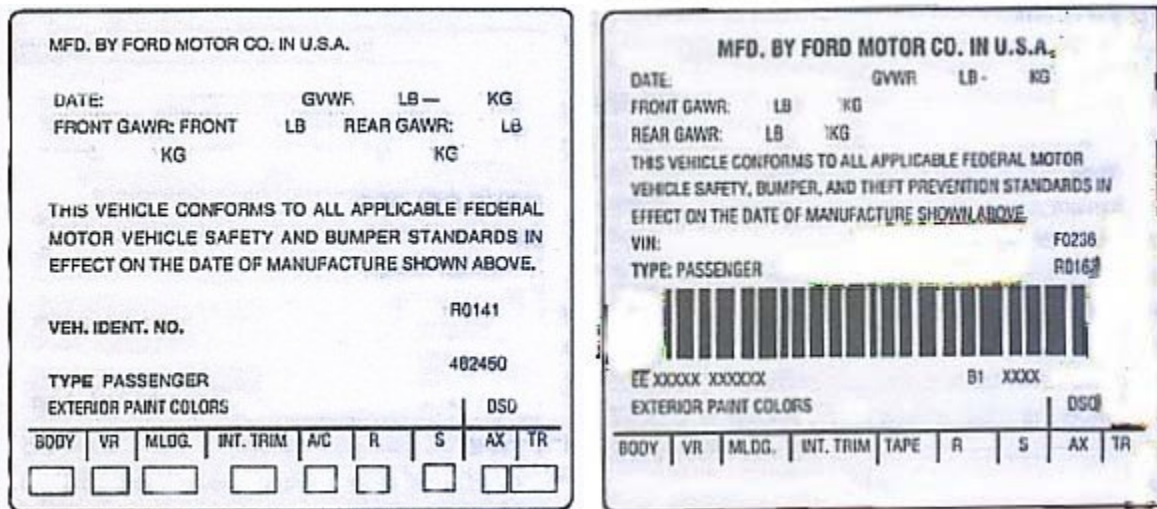 MFD. BY FORD MOTOR CO. IN U.S.A.
DATE: GVWR LB — KG
FRONT GAWR: FRONT LB REAR GAWR: LB
KG KG
THIS VEHICLE CONFORMS TO ALL APPLICABLE FEDERAL
MOTOR VEHICLE SAFETY AND BUMPER STANDARDS IN
EFFECT ON THE DATE OF MANUFACTURE SHOWN ABOVE.
R0141
VEH. IDENT. NO.
482450
TYPE PASSENGER
EXTERIOR PAINT COLORS DSO
BODY VR MLDG. INT. TRIM A/C R S AX TR
MFD. BY FORD MOTOR CO. IN U.S.A.
DATE: GVWR LB - KG
FRONT GAWR: LB KG
REAR GAWR: LB KG
THIS VEHICLE CONFORMS TO ALL APPLICABLE FEDERAL MOTOR
VEHICLE SAFETY, BUMPER, AND THEFT PREVENTION STANDARDS IN
EFFECT ON THE DATE OF MANUFACTURE SHOWN ABOVE.
VIN: F0236
TYPE: PASSENGER
EE XXXXX XXXXXX B1 XXXX
EXTERIOR PAINT COLORS DSO
BODY VR MLDG. INT. TRIM TAPE R S AX TR